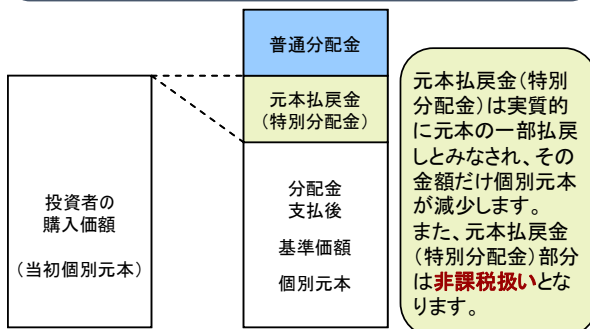 普通分配金
元本払戻金
(特別分配金)
投資者の
購入価額
(当初個別元本)
分配金
支払後
基準価額
個別元本
元本払戻金(特別
分配金)は実質的
に元本の一部払戻
しとみなされ、その
金額だけ個別元本
が減少します。
また、元本払戻金
(特別分配金)部分
は非課税扱いとな
ります。